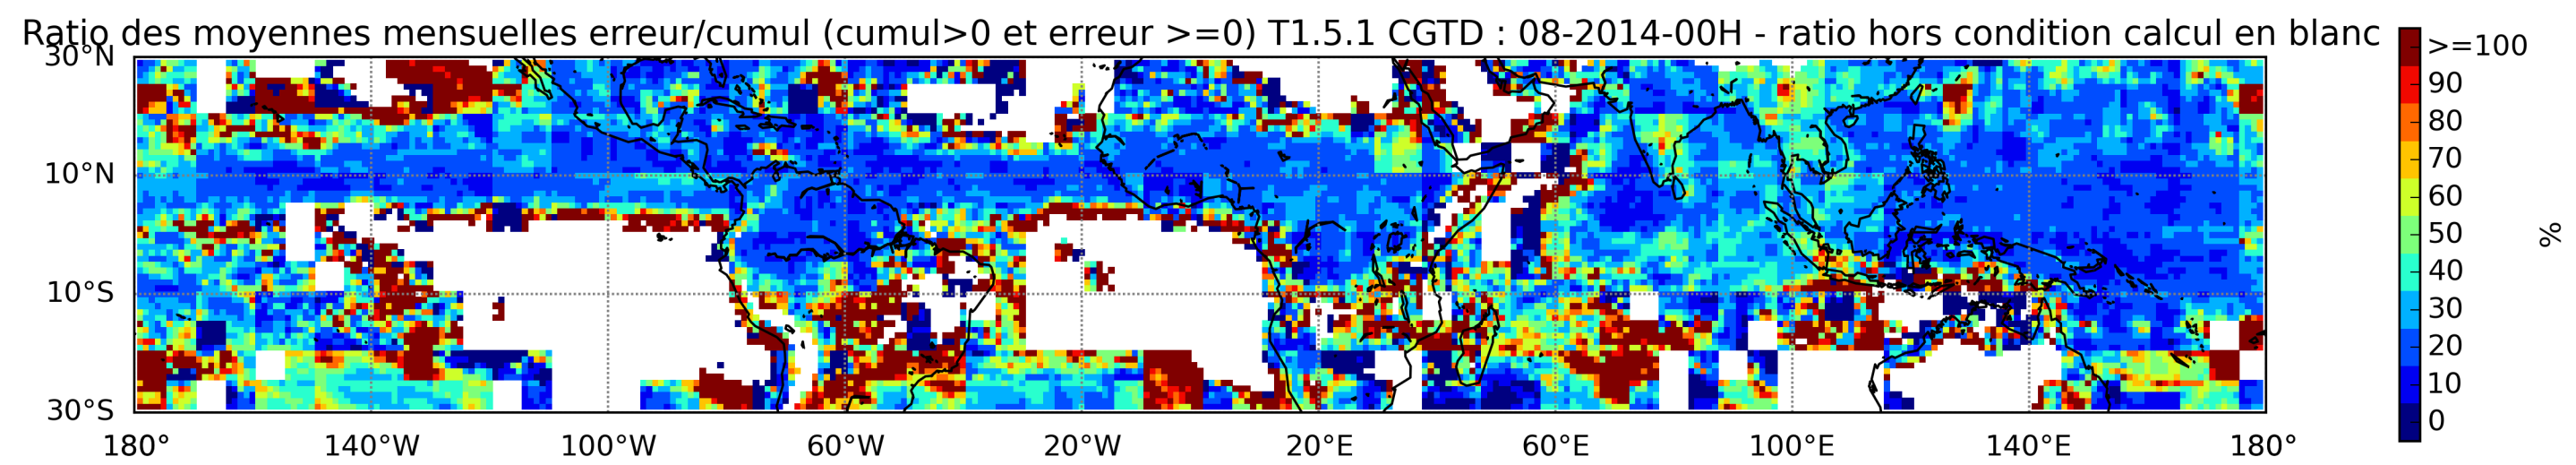 Ratio des moyennes mensuelles erreur/cumul (cumul>0 et erreur >=0) T1.5.1 CGTD : 08-2014-00H - ratio hors condition calcul en blanc
30°N
10°N
10°S
30°S
180° 140°W 100°W 60°W 20°W 20°E 60°E 100°E 140°E 180°
>=100
90
80
70
60
50
40
30
20
10
0
%